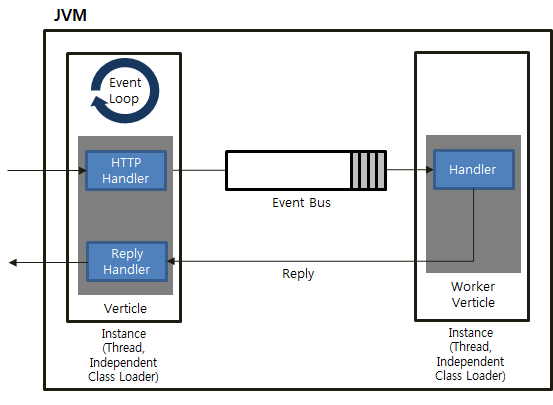 JVM
Event
Loop
HTTP
Handler
Event Bus
Handler
Reply
Handler
Reply
Verticle
Worker
Verticle
Instance
(Thread,
Independent
Class Loader)
Instance
(Thread,
Independent
Class Loader)